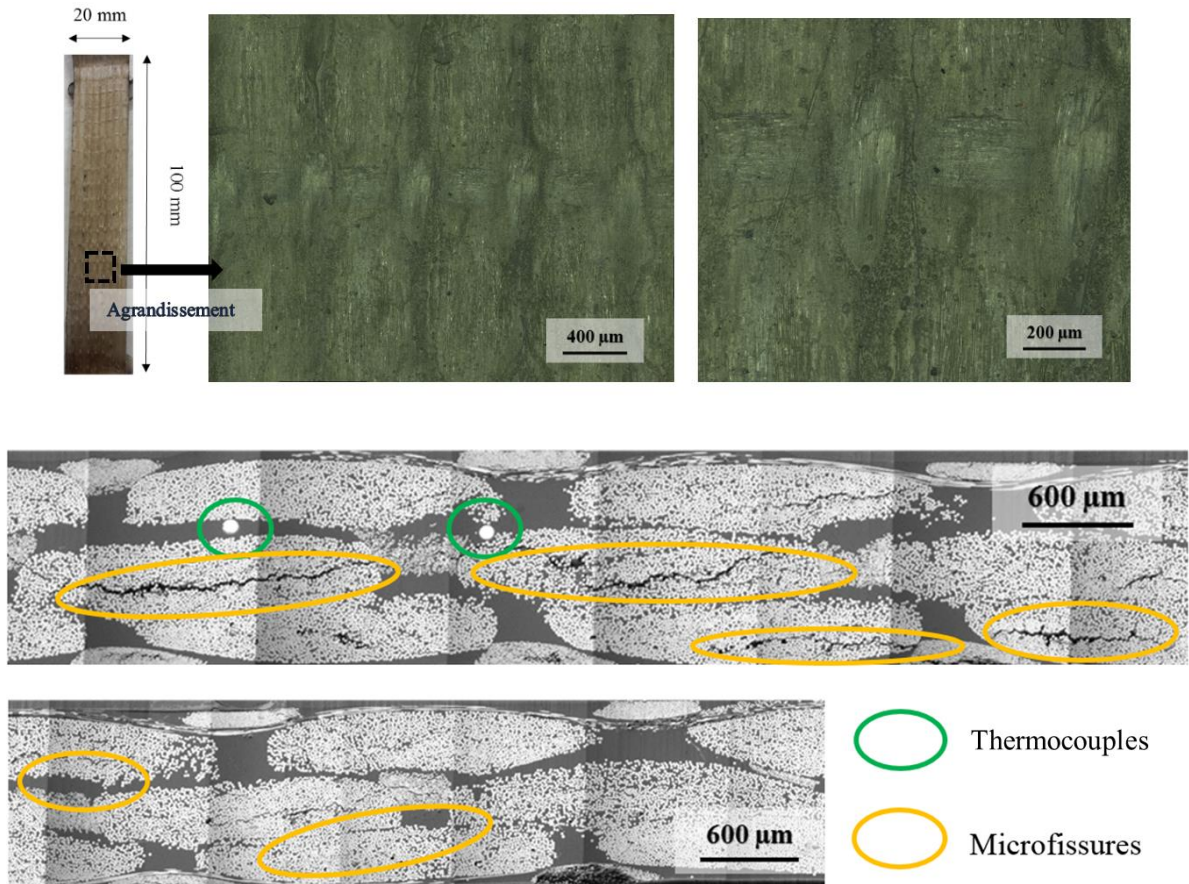 20 mm
100 mm
Agrandissement
400 µm
200 µm
600 µm
600 µm
Thermocouples
Microfissures